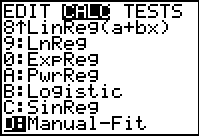 EDIT CALC TESTS
8↑LinReg(a+bx)
9:LnReg
0:ExpReg
A:PwrReg
B:Logistic
C:SinReg
D:Manual-Fit